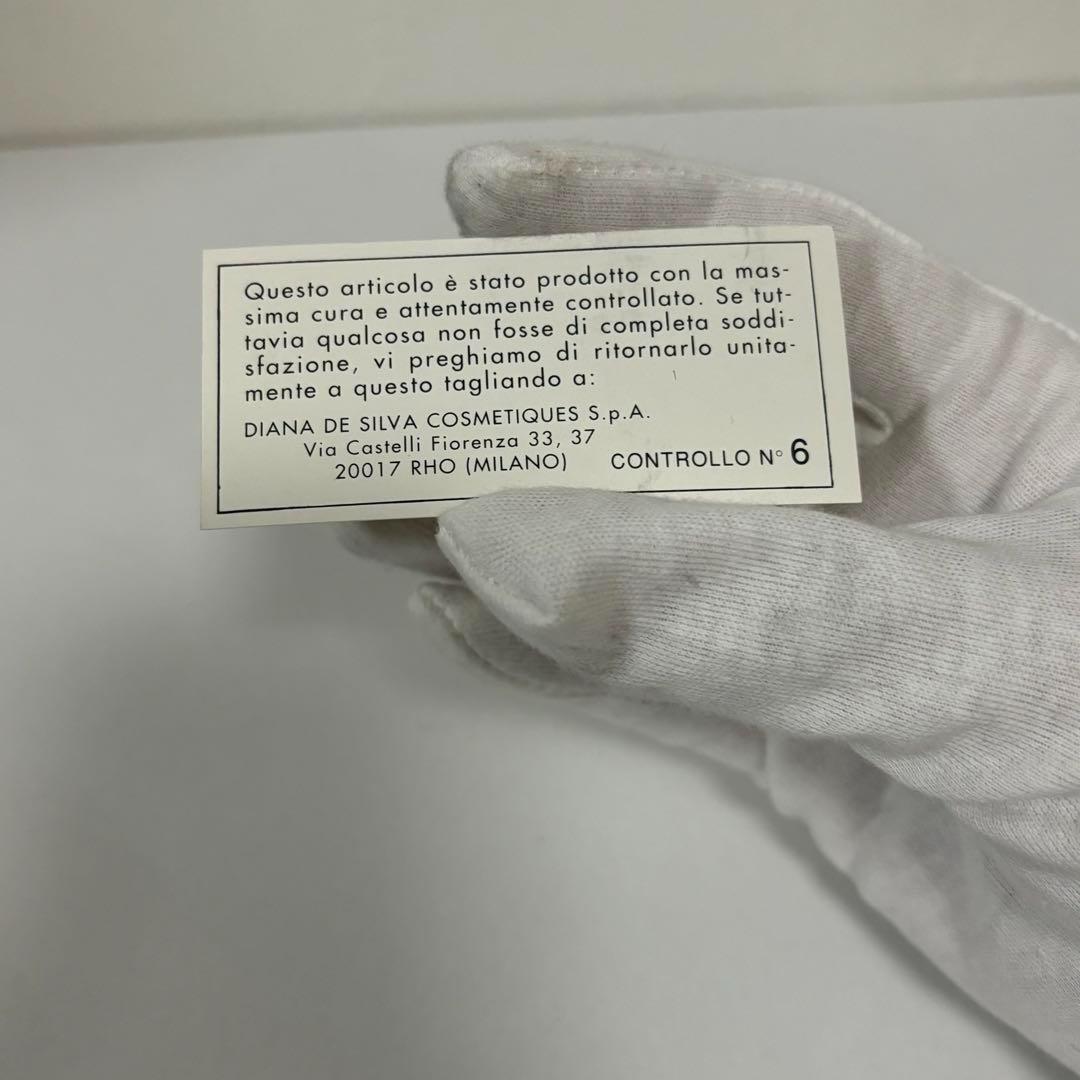 Questo articolo è stato prodotto con la mas-
sima cura e attentamente controllato. Se tut-
tavia qualcosa non fosse di completa soddi-
sfazione, vi preghiamo di ritornarlo unita-
mente a questo tagliando a:
DIANA DE SILVA COSMETIQUES S.p.A.
Via Castelli Fiorenza 33, 37
20017 RHO (MILANO) CONTROLLO N° 6